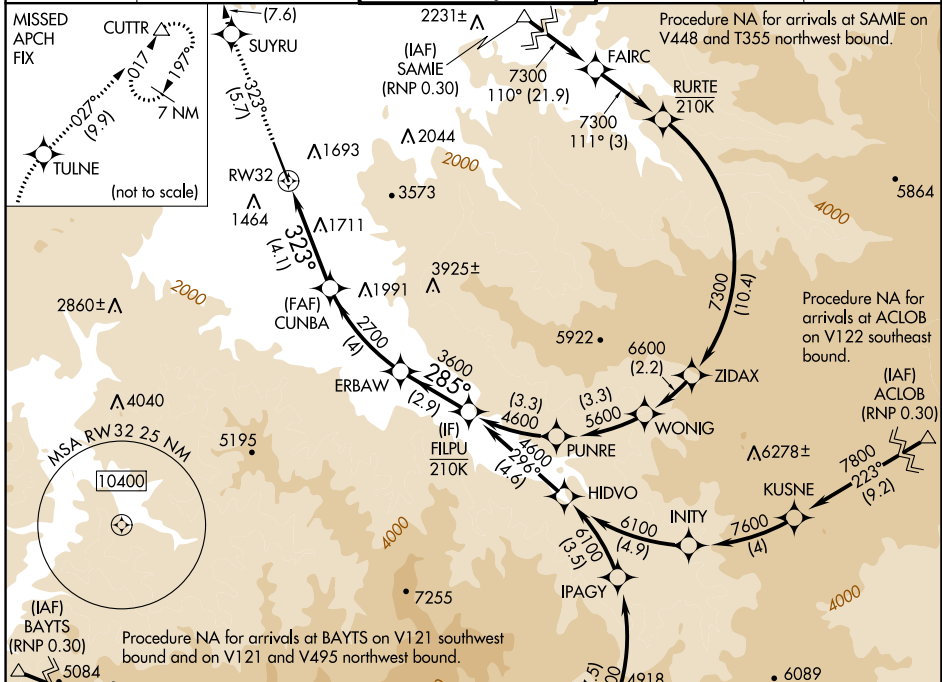 MISSED
APCH
FIX
CUTTR
017
197°
7 NM
027°
(9.9)
TULNE
(not to scale)
(7.6)
SUYRU
323°
(5.7)
2231±
(IAF)
SAMIE
(RNP 0.30)
7300
110° (21.9)
FAIRC
7300
111° (3)
RURTE
210K
Procedure NA for arrivals at SAMIE on
V448 and T355 northwest bound.
1693
2044
2000
RW32
1464
3573
5864
4000
1711
323°
(4.1)
2860±
2000
(FAF)
CUNBA
1991
3925±
7300
(10.4)
Procedure NA for
arrivals at ACLOB
on V122 southeast
bound.
2700
(4)
5922
6600
(2.2)
ZIDAX
ERBAW
3600
285°
(2.9)
(3.3)
4600
(3.3)
5600
WONIG
(IAF)
ACLOB
(RNP 0.30)
4040
5195
(IF)
FILPU
210K
PUNRE
4600
296°
(4.6)
6278±
7800
223°
(9.2)
MSA RW32 25 NM
10400
HIDVO
KUSNE
INITY
7600
(4)
6100
(4.9)
4000
6100
(3.5)
IPAGY
7255
4000
(IAF)
BAYTS
(RNP 0.30)
Procedure NA for arrivals at BAYTS on V121 southwest
bound and on V121 and V495 northwest bound.
5084
4918
6089